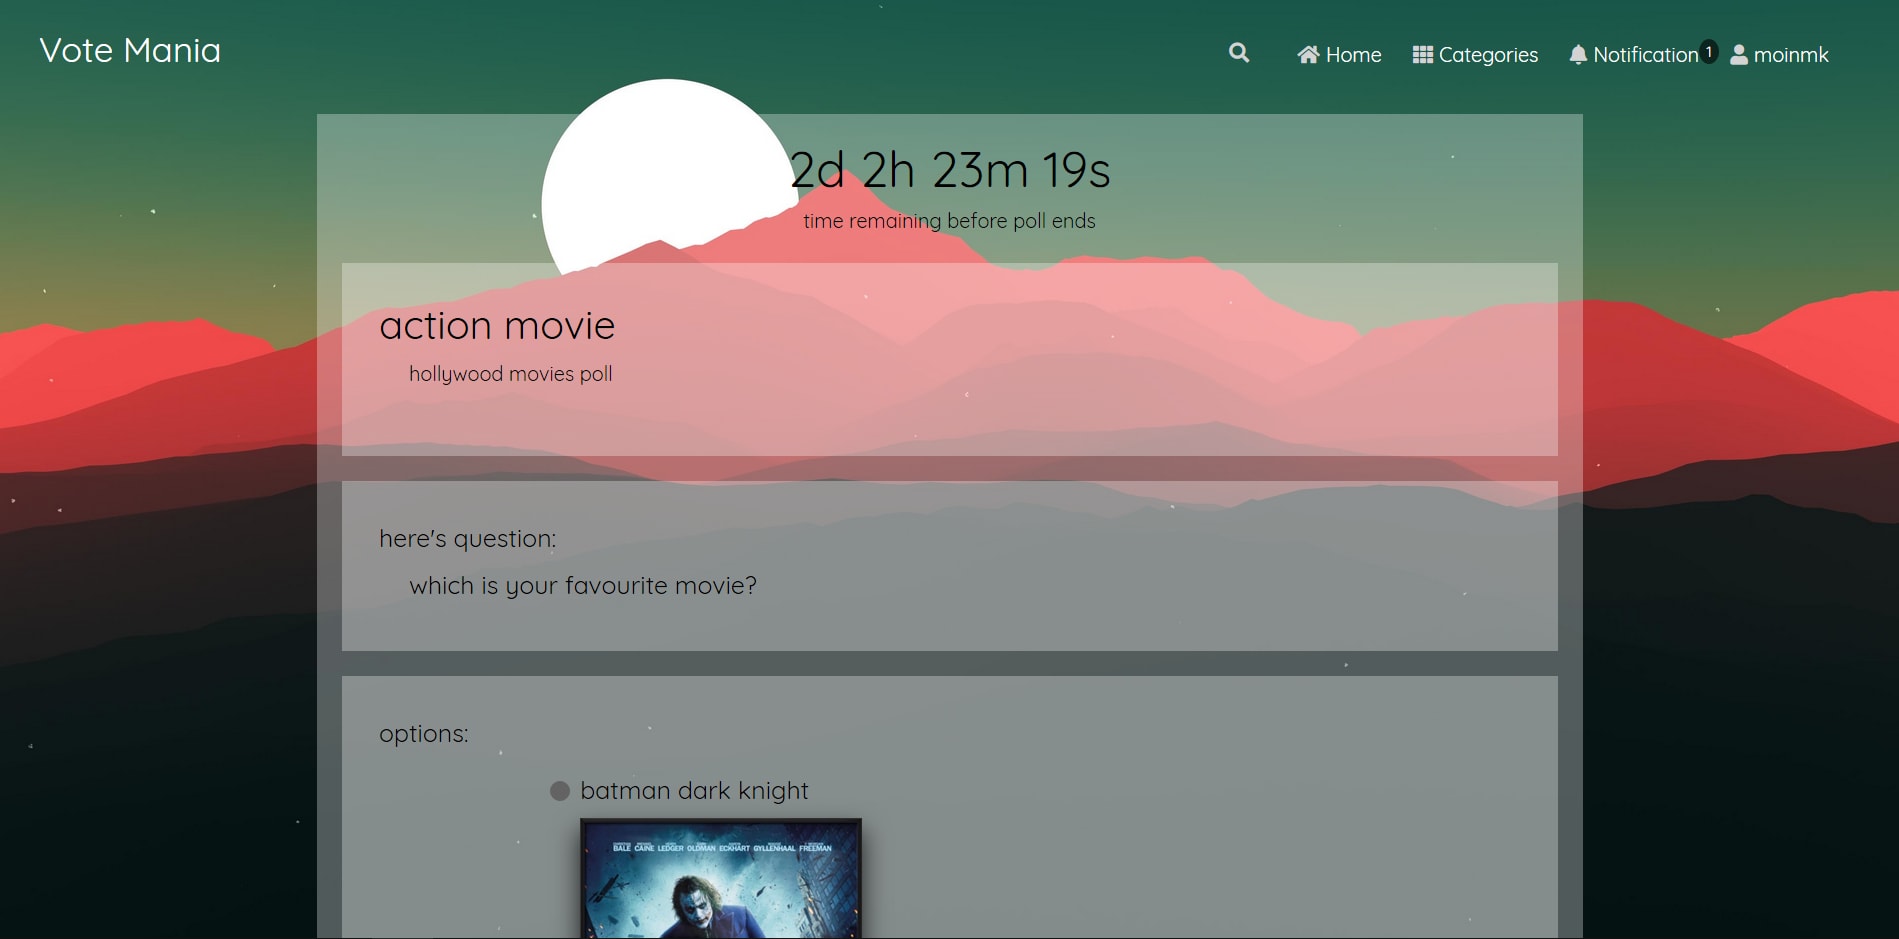 Vote Mania
Home Categories Notification 1 moinmk
2d 2h 23m 19s
time remaining before poll ends
action movie
hollywood movies poll
here's question:
which is your favourite movie?
options:
batman dark knight
BALE CAINE LEDGER OLDMAN ECKHART GYLLENHAAL FREEMAN